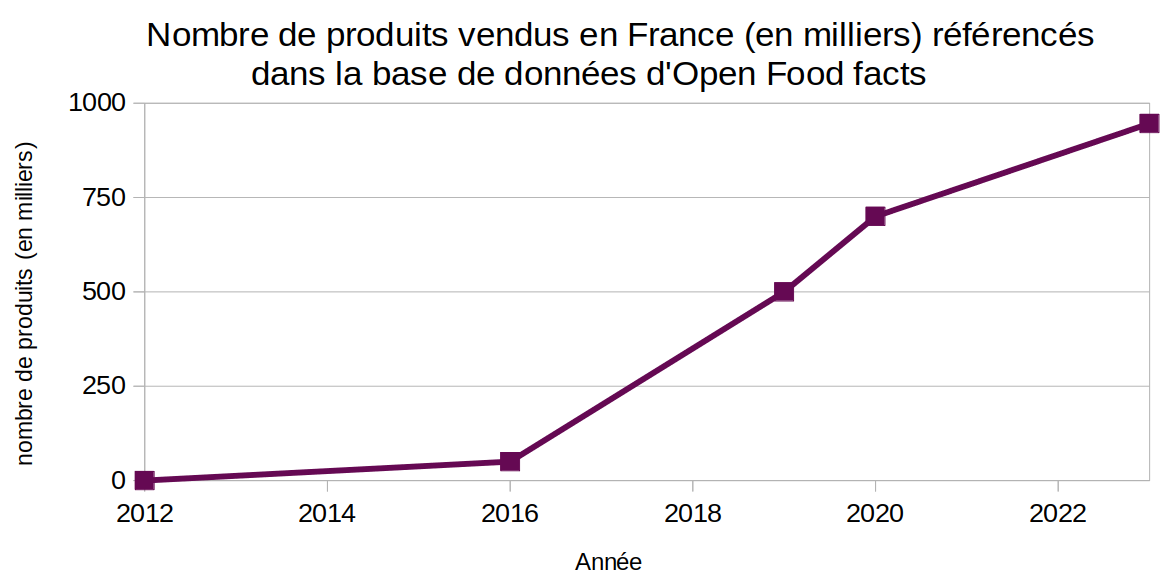 Nombre de produits vendus en France (en milliers) référencés
dans la base de données d'Open Food facts
nombre de produits (en milliers)
1000
750
500
250
0
2012 2014 2016 2018 2020 2022
Année